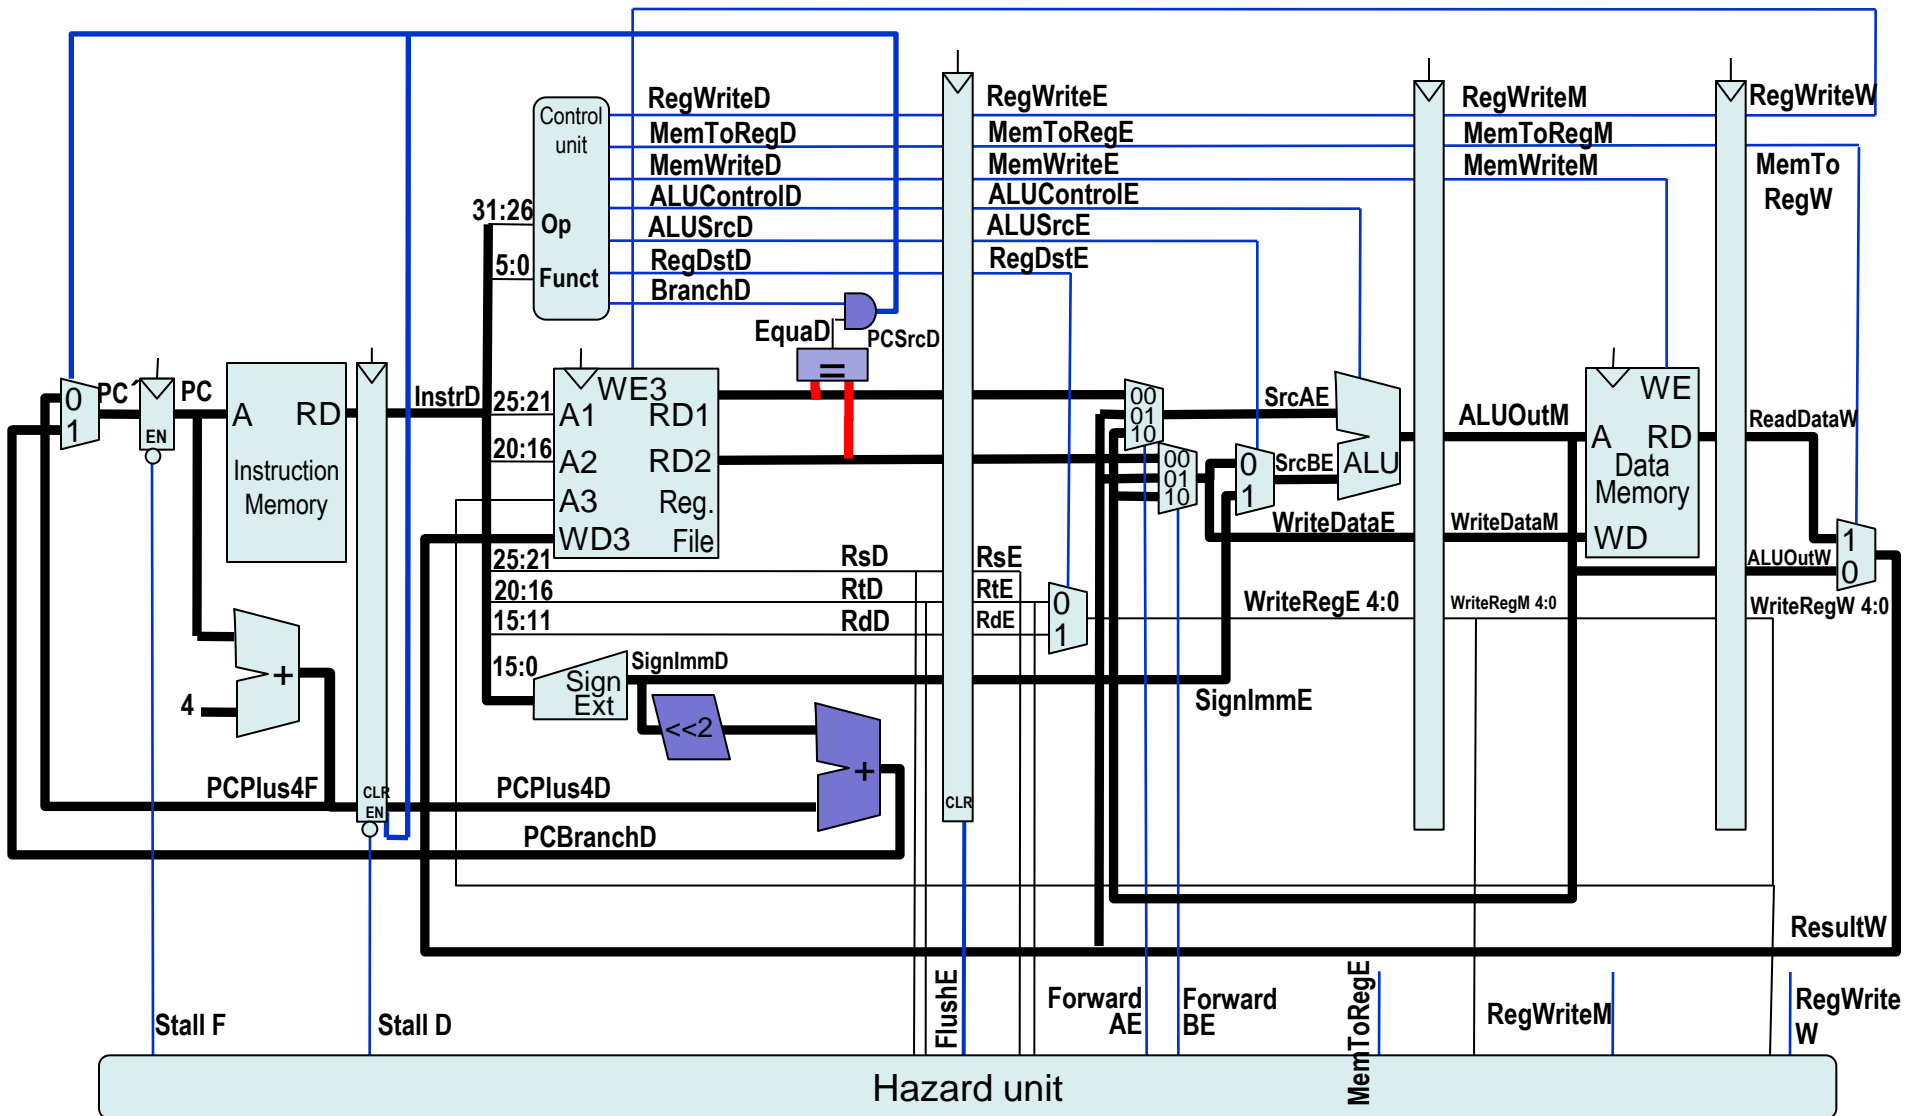 RegWriteD
RegWriteE
RegWriteM
RegWriteW
Control
unit
MemToRegD
MemToRegE
MemToRegM
MemWriteD
MemWriteE
MemWriteM
MemTo
RegW
ALUControlD
ALUControlE
31:26
Op
ALUSrcD
ALUSrcE
5:0
Funct
RegDstD
RegDstE
BranchD
EquaD
PCSrcD
=
0
1
PC´
PC
EN
A
RD
Instruction
Memory
InstrD
25:21
20:16
WE3
A1
RD1
A2
RD2
A3
Reg.
WD3
File
00
01
10
00
01
10
SrcAE
0
1
SrcBE
ALU
ALUOutM
WE
A
RD
Data
Memory
WD
ReadDataW
WriteDataE
WriteDataM
1
0
ALUOutW
25:21
RsD
RsE
20:16
RtD
RtE
15:11
RdD
RdE
0
1
WriteRegE 4:0
WriteRegM 4:0
WriteRegW 4:0
15:0
Sign
Ext
SignImmD
SignImmE
+
4
<<2
+
PCPlus4F
CLR
EN
PCPlus4D
CLR
PCBranchD
ResultW
Stall F
Stall D
FlushE
Forward
AE
Forward
BE
MemToRegE
RegWriteM
RegWrite
W
Hazard unit